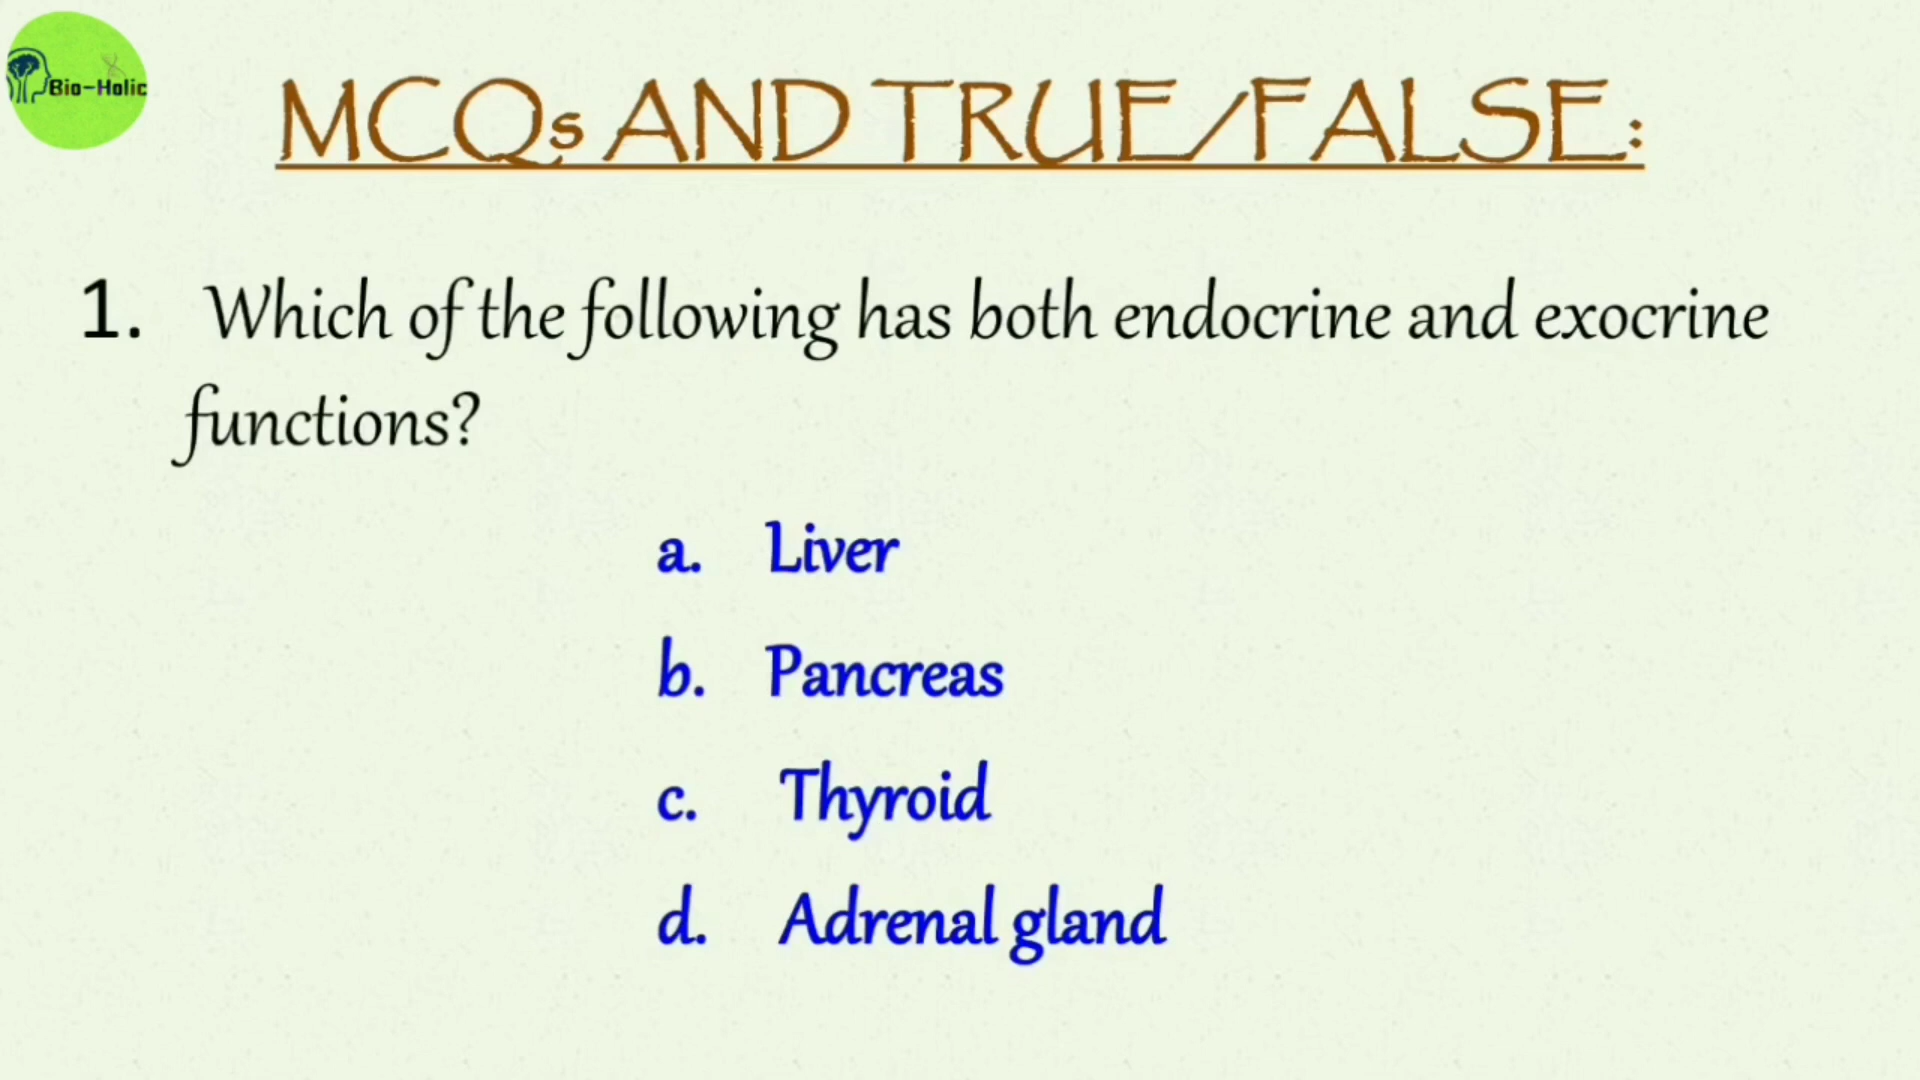 Bio-Holic
MCQs AND TRUE/FALSE:
1. Which of the following has both endocrine and exocrine
functions?
a. Liver
b. Pancreas
c. Thyroid
d. Adrenal gland